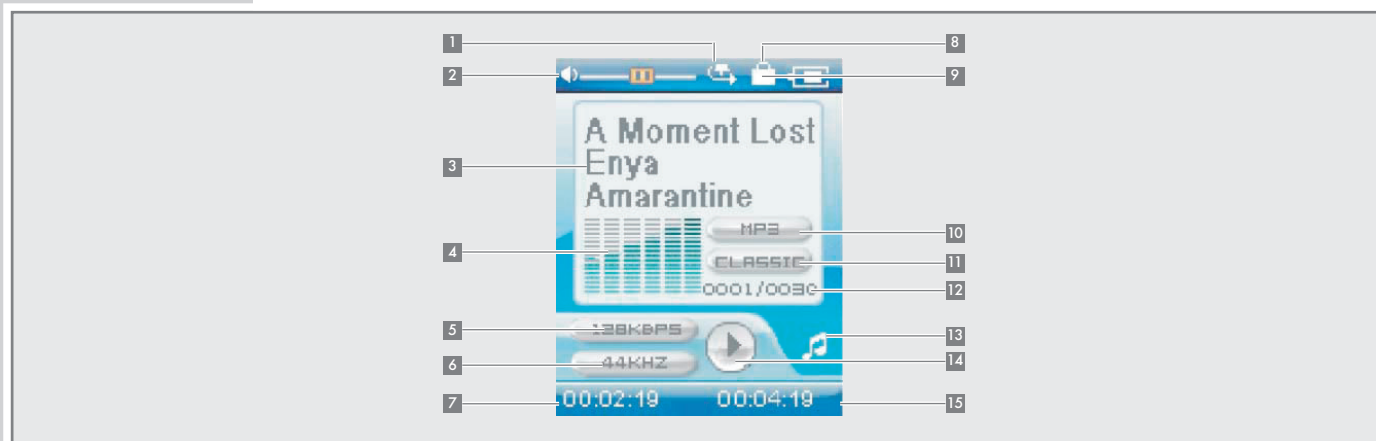 1
8
2
9
A Moment Lost
3
Enya
Amarantine
MP3
10
4
CLASSIC
11
0001/0030
12
5
128KBPS
13
6
44KHZ
14
7
00:02:19
00:04:19
15